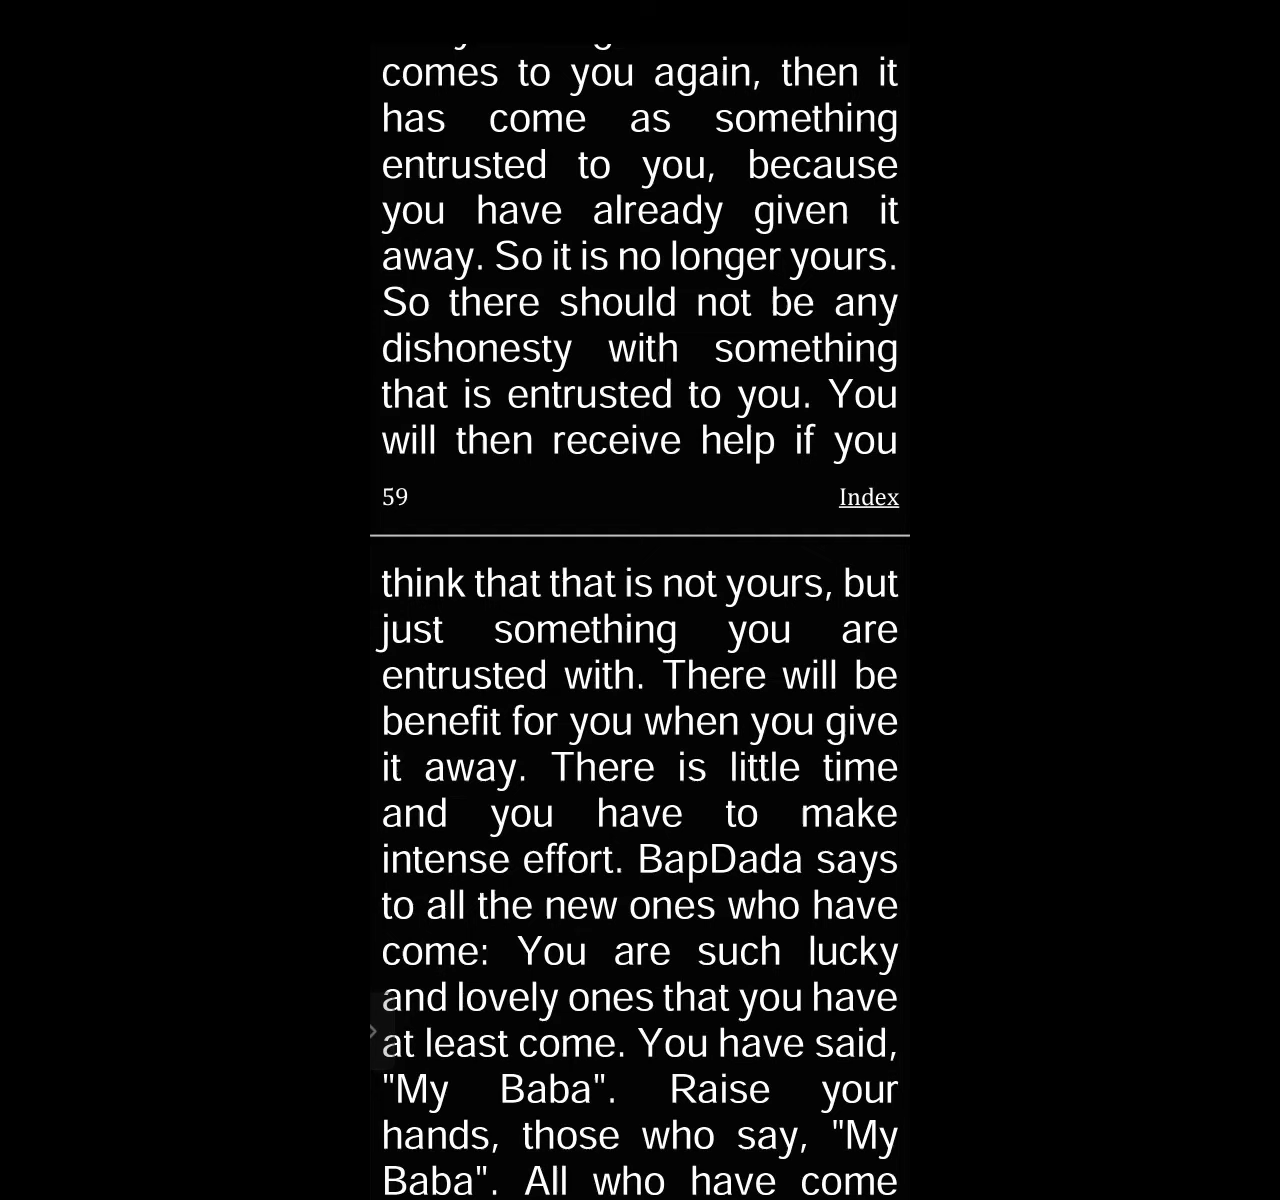 comes to you again, then it
has come as something
entrusted to you, because
you have already given it
away. So it is no longer yours.
So there should not be any
dishonesty with something
that is entrusted to you. You
will then receive help if you
59 Index
think that that is not yours, but
just something you are
entrusted with. There will be
benefit for you when you give
it away. There is little time
and you have to make
intense effort. BapDada says
to all the new ones who have
come: You are such lucky
and lovely ones that you have
at least come. You have said,
"My Baba". Raise your
hands, those who say, "My
Baba". All who have come